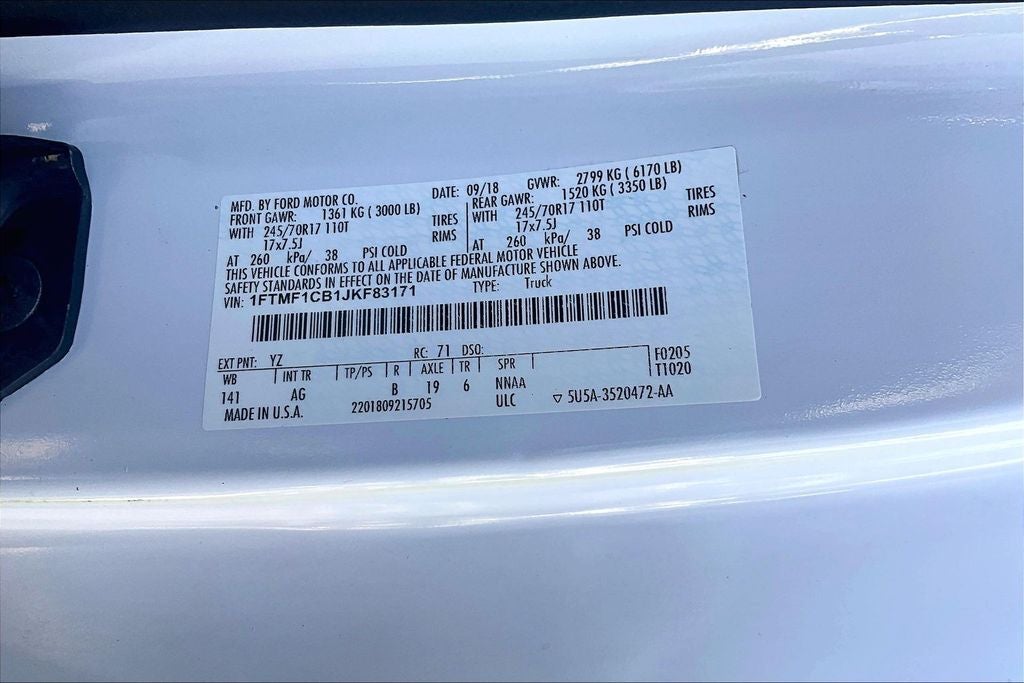 MFD. BY FORD MOTOR CO. DATE: 09/18 GVWR: 2799 KG ( 6170 LB)
FRONT GAWR: 1361 KG ( 3000 LB) REAR GAWR: 1520 KG ( 3350 LB)
WITH 245/70R17 110T TIRES WITH 245/70R17 110T TIRES
17x7.5J RIMS 17x7.5J RIMS
AT 260 kPa/ 38 PSI COLD AT 260 kPa/ 38 PSI COLD
THIS VEHICLE CONFORMS TO ALL APPLICABLE FEDERAL MOTOR VEHICLE
SAFETY STANDARDS IN EFFECT ON THE DATE OF MANUFACTURE SHOWN ABOVE.
VIN: 1FTMF1CB1JKF83171 TYPE: Truck
EXT PNT: YZ RC: 71 DSO: F0205
WB INT TR TP/PS R AXLE TR SPR T1020
141 AG B 19 6 NNAA
MADE IN U.S.A. 2201809215705 ULC ▽ 5U5A-3520472-AA